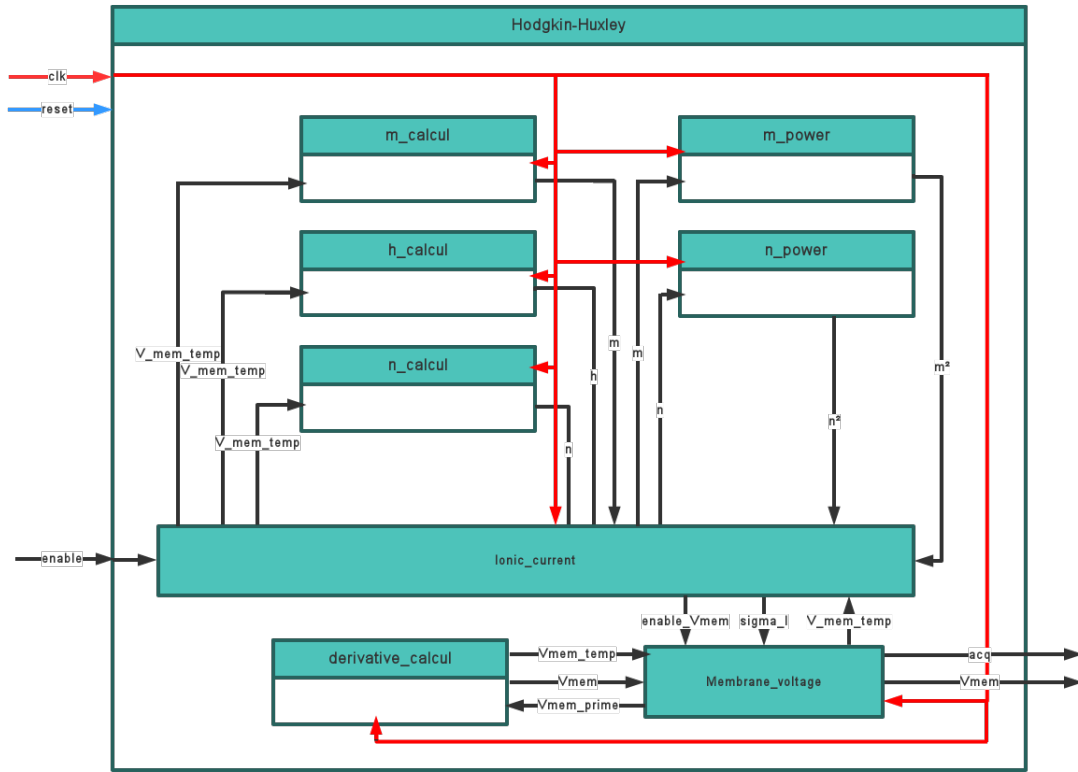 Hodgkin-Huxley
clk
reset
m_calcul
m_power
h_calcul
n_power
V_mem_temp
m
m
m²
V_mem_temp
n_calcul
h
n
n²
V_mem_temp
n
enable
Ionic_current
enable_Vmem
sigma_I
V_mem_temp
derivative_calcul
Vmem_temp
acq
Vmem
Membrane_voltage
Vmem
Vmem_prime